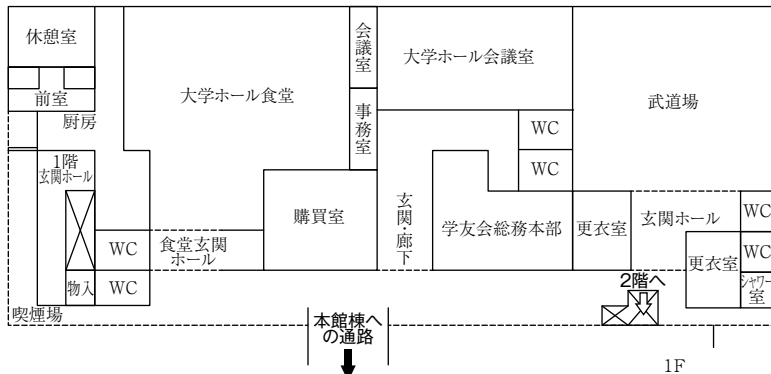 休憩室
前室
厨房
1階
玄関ホール
物入
喫煙場
WC
WC
大学ホール食堂
食堂玄関
ホール
購買室
会議室
事務室
大学ホール会議室
WC
WC
玄関・廊下
学友会総務本部
武道場
更衣室
玄関ホール
更衣室
WC
WC
シャワー
室
2階へ
本館棟へ
の通路
1F